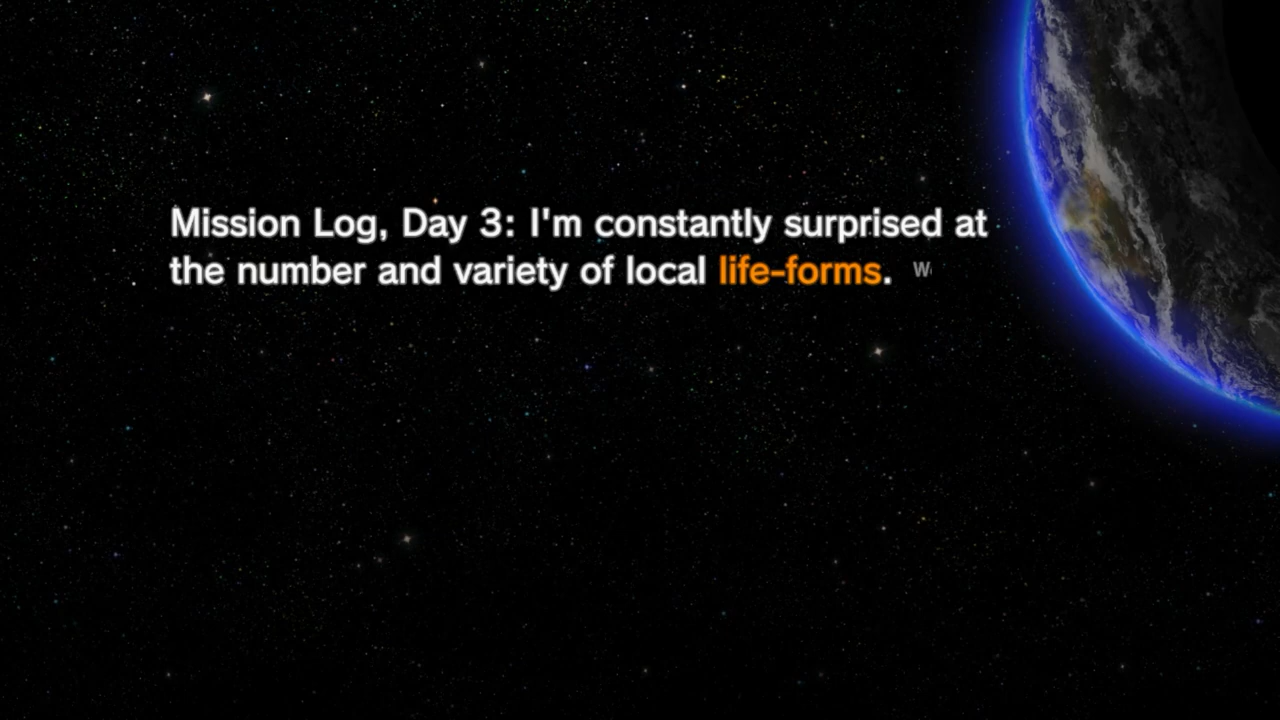 Mission Log, Day 3: I'm constantly surprised at
the number and variety of local life-forms.